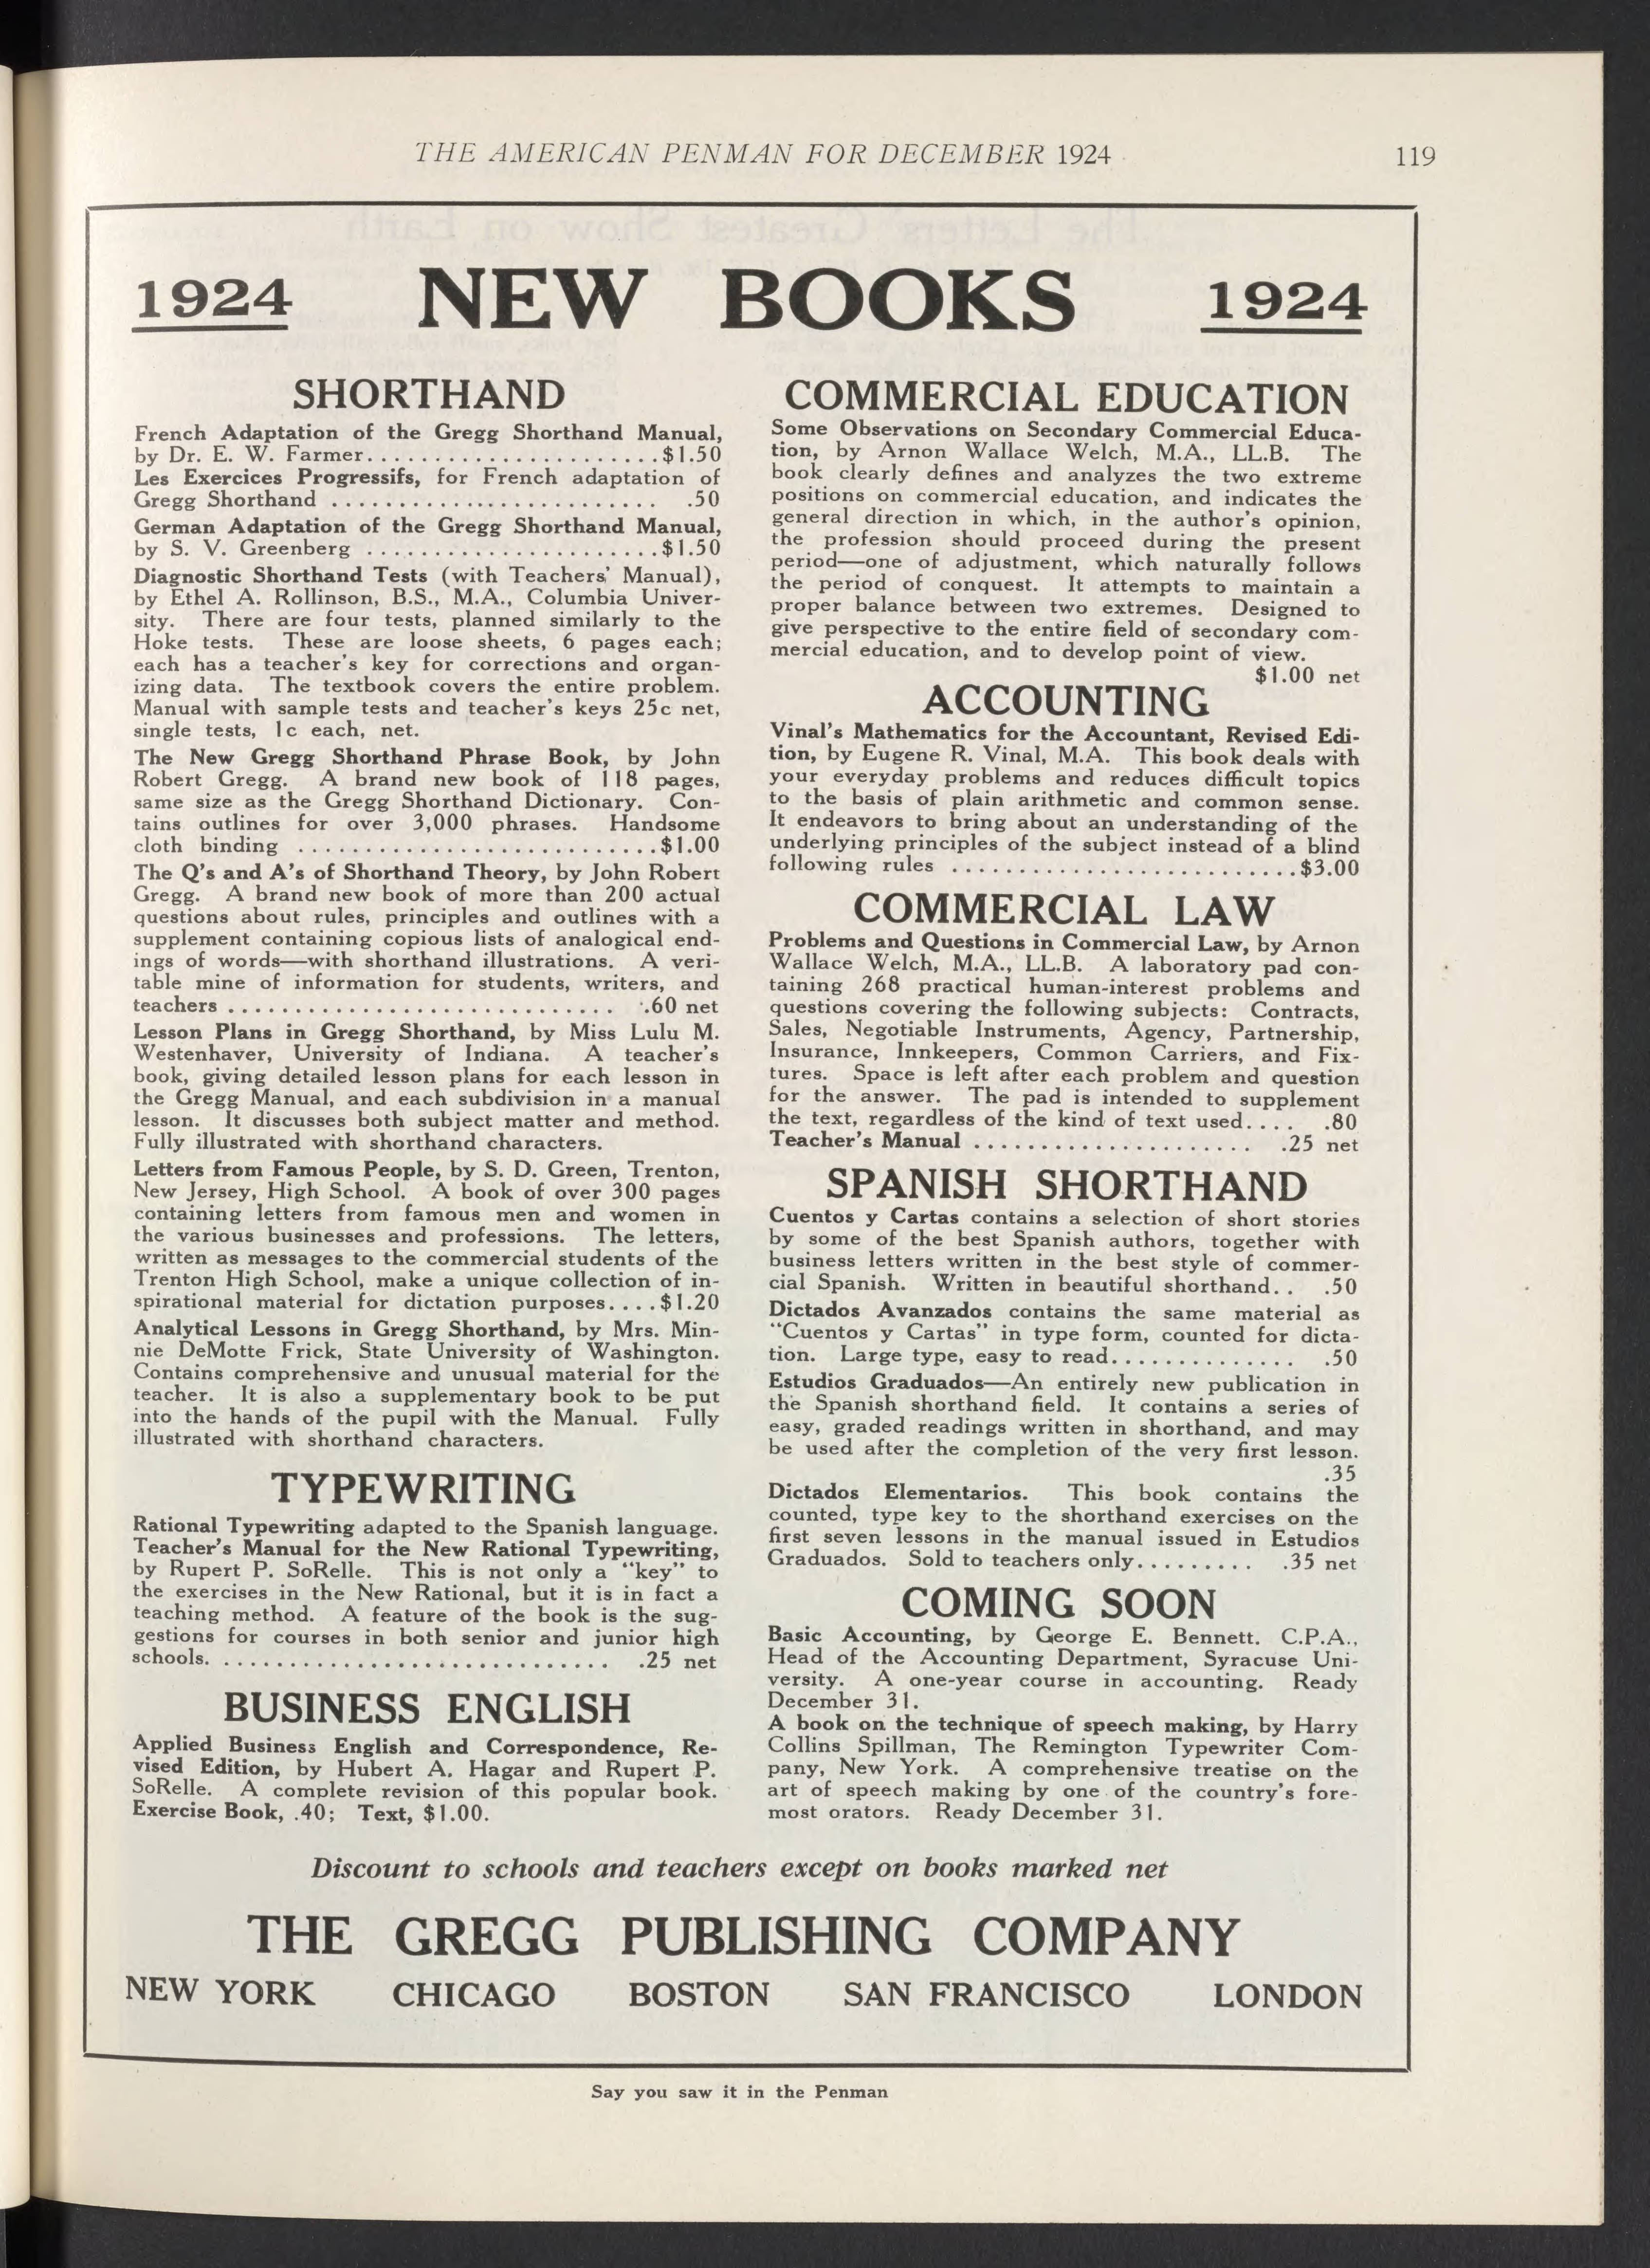 THE AMERICAN PENMAN FOR DECEMBER 1924
119
1924 NEW BOOKS 1924
SHORTHAND
French Adaptation of the Gregg Shorthand Manual,
by Dr. E. W. Farmer......................$1.50
Les Exercices Progressifs, for French adaptation of
Gregg Shorthand ........................ .50
German Adaptation of the Gregg Shorthand Manual,
by S. V. Greenberg ......................$1.50
Diagnostic Shorthand Tests (with Teachers' Manual),
by Ethel A. Rollinson, B.S., M.A., Columbia Univer-
sity. There are four tests, planned similarly to the
Hoke tests. These are loose sheets, 6 pages each;
each has a teacher's key for corrections and organ-
izing data. The textbook covers the entire problem.
Manual with sample tests and teacher's keys 25c net,
single tests, 1c each, net.
The New Gregg Shorthand Phrase Book, by John
Robert Gregg. A brand new book of 118 pages,
same size as the Gregg Shorthand Dictionary. Con-
tains outlines for over 3,000 phrases. Handsome
cloth binding ...........................$1.00
The Q's and A's of Shorthand Theory, by John Robert
Gregg. A brand new book of more than 200 actual
questions about rules, principles and outlines with a
supplement containing copious lists of analogical end-
ings of words—with shorthand illustrations. A veri-
table mine of information for students, writers, and
teachers ............................. .60 net
Lesson Plans in Gregg Shorthand, by Miss Lulu M.
Westenhaver, University of Indiana. A teacher's
book, giving detailed lesson plans for each lesson in
the Gregg Manual, and each subdivision in a manual
lesson. It discusses both subject matter and method.
Fully illustrated with shorthand characters.
Letters from Famous People, by S. D. Green, Trenton,
New Jersey, High School. A book of over 300 pages
containing letters from famous men and women in
the various businesses and professions. The letters,
written as messages to the commercial students of the
Trenton High School, make a unique collection of in-
spirational material for dictation purposes....$1.20
Analytical Lessons in Gregg Shorthand, by Mrs. Min-
nie DeMotte Frick, State University of Washington.
Contains comprehensive and unusual material for the
teacher. It is also a supplementary book to be put
into the hands of the pupil with the Manual. Fully
illustrated with shorthand characters.
TYPEWRITING
Rational Typewriting adapted to the Spanish language.
Teacher's Manual for the New Rational Typewriting,
by Rupert P. SoRelle. This is not only a "key" to
the exercises in the New Rational, but it is in fact a
teaching method. A feature of the book is the sug-
gestions for courses in both senior and junior high
schools. ............................. .25 net
BUSINESS ENGLISH
Applied Business English and Correspondence, Re-
vised Edition, by Hubert A. Hagar and Rupert P.
SoRelle. A complete revision of this popular book.
Exercise Book, .40; Text, $1.00.
COMMERCIAL EDUCATION
Some Observations on Secondary Commercial Educa-
tion, by Arnon Wallace Welch, M.A., LL.B. The
book clearly defines and analyzes the two extreme
positions on commercial education, and indicates the
general direction in which, in the author's opinion,
the profession should proceed during the present
period—one of adjustment, which naturally follows
the period of conquest. It attempts to maintain a
proper balance between two extremes. Designed to
give perspective to the entire field of secondary com-
mercial education, and to develop point of view.
$1.00 net
ACCOUNTING
Vinal's Mathematics for the Accountant, Revised Edi-
tion, by Eugene R. Vinal, M.A. This book deals with
your everyday problems and reduces difficult topics
to the basis of plain arithmetic and common sense.
It endeavors to bring about an understanding of the
underlying principles of the subject instead of a blind
following rules ..........................$3.00
COMMERCIAL LAW
Problems and Questions in Commercial Law, by Arnon
Wallace Welch, M.A., LL.B. A laboratory pad con-
taining 268 practical human-interest problems and
questions covering the following subjects: Contracts,
Sales, Negotiable Instruments, Agency, Partnership,
Insurance, Innkeepers, Common Carriers, and Fix-
tures. Space is left after each problem and question
for the answer. The pad is intended to supplement
the text, regardless of the kind of text used.... .80
Teacher's Manual ..................... .25 net
SPANISH SHORTHAND
Cuentos y Cartas contains a selection of short stories
by some of the best Spanish authors, together with
business letters written in the best style of commer-
cial Spanish. Written in beautiful shorthand.. .50
Dictados Avanzados contains the same material as
"Cuentos y Cartas" in type form, counted for dicta-
tion. Large type, easy to read.............. .50
Estudios Graduados—An entirely new publication in
the Spanish shorthand field. It contains a series of
easy, graded readings written in shorthand, and may
be used after the completion of the very first lesson.
.35
Dictados Elementarios. This book contains the
counted, type key to the shorthand exercises on the
first seven lessons in the manual issued in Estudios
Graduados. Sold to teachers only......... .35 net
COMING SOON
Basic Accounting, by George E. Bennett. C.P.A.,
Head of the Accounting Department, Syracuse Uni-
versity. A one-year course in accounting. Ready
December 31.
A book on the technique of speech making, by Harry
Collins Spillman, The Remington Typewriter Com-
pany, New York. A comprehensive treatise on the
art of speech making by one of the country's fore-
most orators. Ready December 31.
Discount to schools and teachers except on books marked net
THE GREGG PUBLISHING COMPANY
NEW YORK CHICAGO BOSTON SAN FRANCISCO LONDON
Say you saw it in the Penman